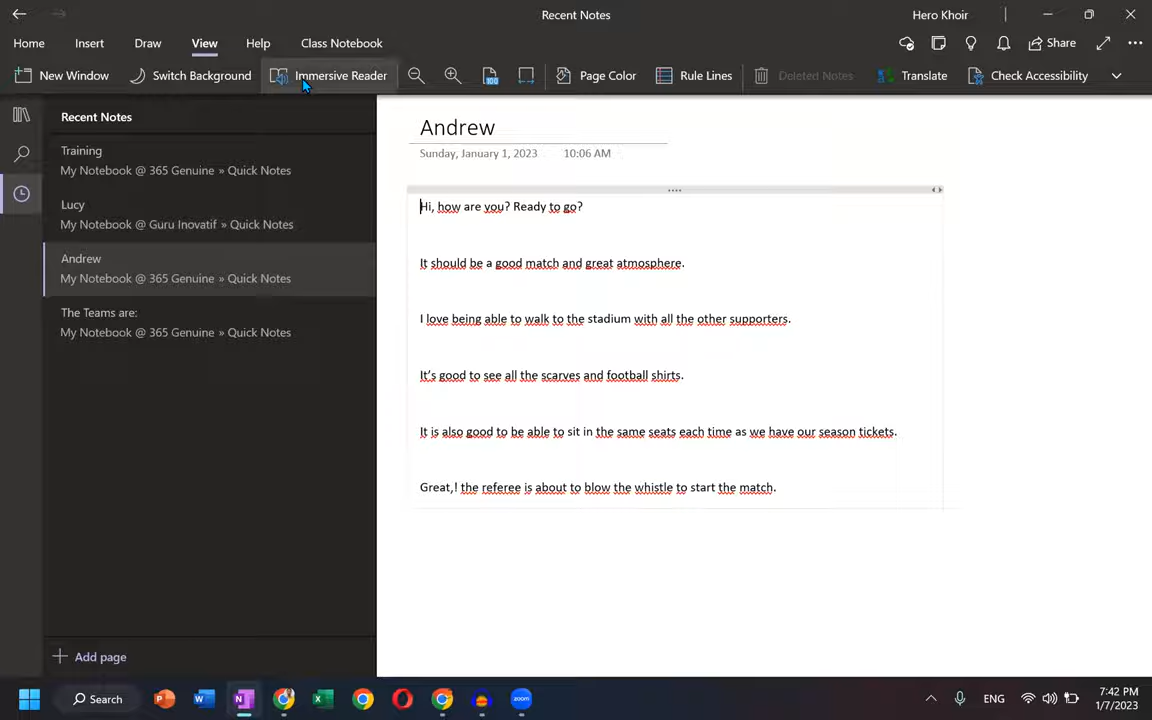 Recent Notes
Hero Khoir
Home Insert Draw View Help Class Notebook
Share
New Window Switch Background Immersive Reader 100 Page Color Rule Lines Deleted Notes Translate Check Accessibility
Recent Notes
Training
My Notebook @ 365 Genuine » Quick Notes
Lucy
My Notebook @ Guru Inovatif » Quick Notes
Andrew
My Notebook @ 365 Genuine » Quick Notes
The Teams are:
My Notebook @ 365 Genuine » Quick Notes
Add page
Andrew
Sunday, January 1, 2023 10:06 AM
Hi, how are you? Ready to go?
It should be a good match and great atmosphere.
I love being able to walk to the stadium with all the other supporters.
It's good to see all the scarves and football shirts.
It is also good to be able to sit in the same seats each time as we have our season tickets.
Great,! the referee is about to blow the whistle to start the match.
Search
P W N X zoom
ENG
7:42 PM
1/7/2023